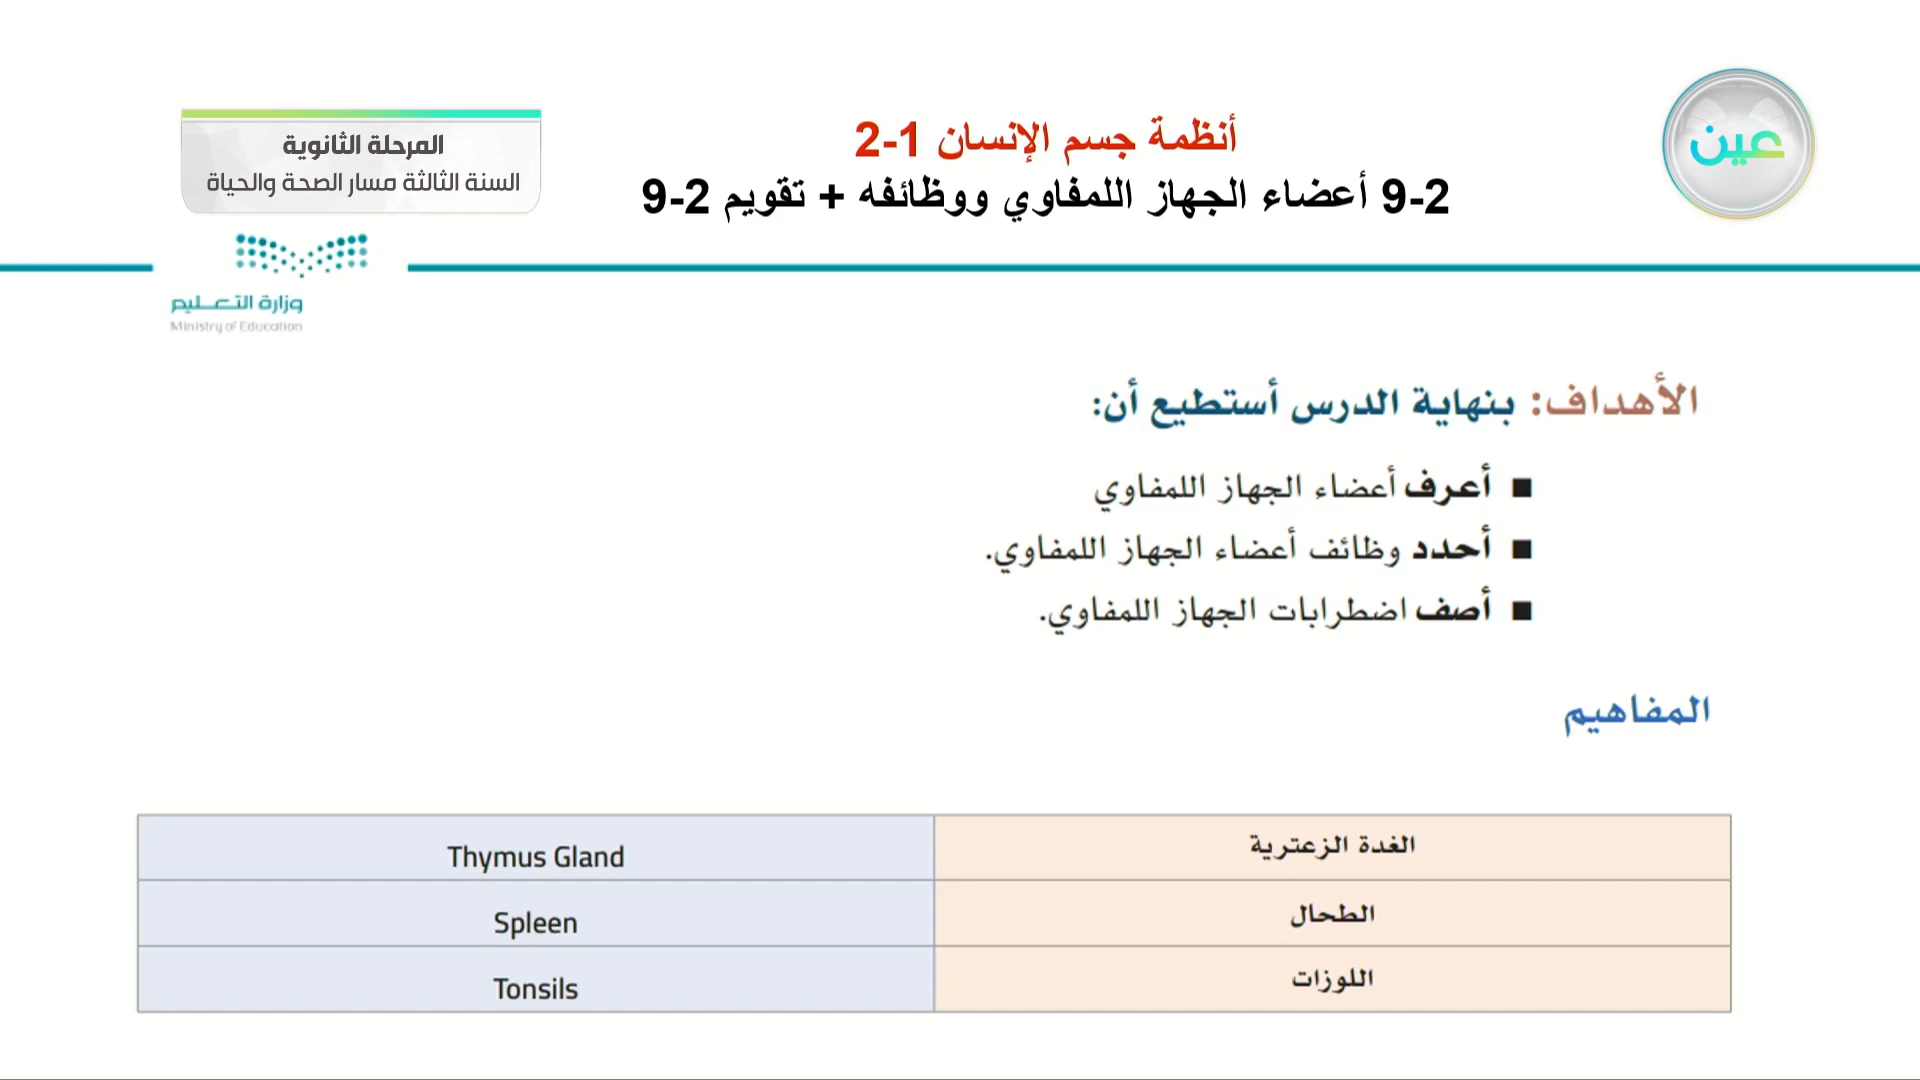 عين
أنظمة جسم الإنسان 1-2
9-2 أعضاء الجهاز اللمفاوي ووظائفه + تقويم 2-9
المرحلة الثانوية
السنة الثالثة مسار الصحة والحياة
وزارة التعليم
Ministry of Education
الأهداف: بنهاية الدرس أستطيع أن:
■ أعرف أعضاء الجهاز اللمفاوي
■ أحدد وظائف أعضاء الجهاز اللمفاوي.
■ أصف اضطرابات الجهاز اللمفاوي.
المفاهيم
الغدة الزعترية Thymus Gland
الطحال Spleen
اللوزات Tonsils